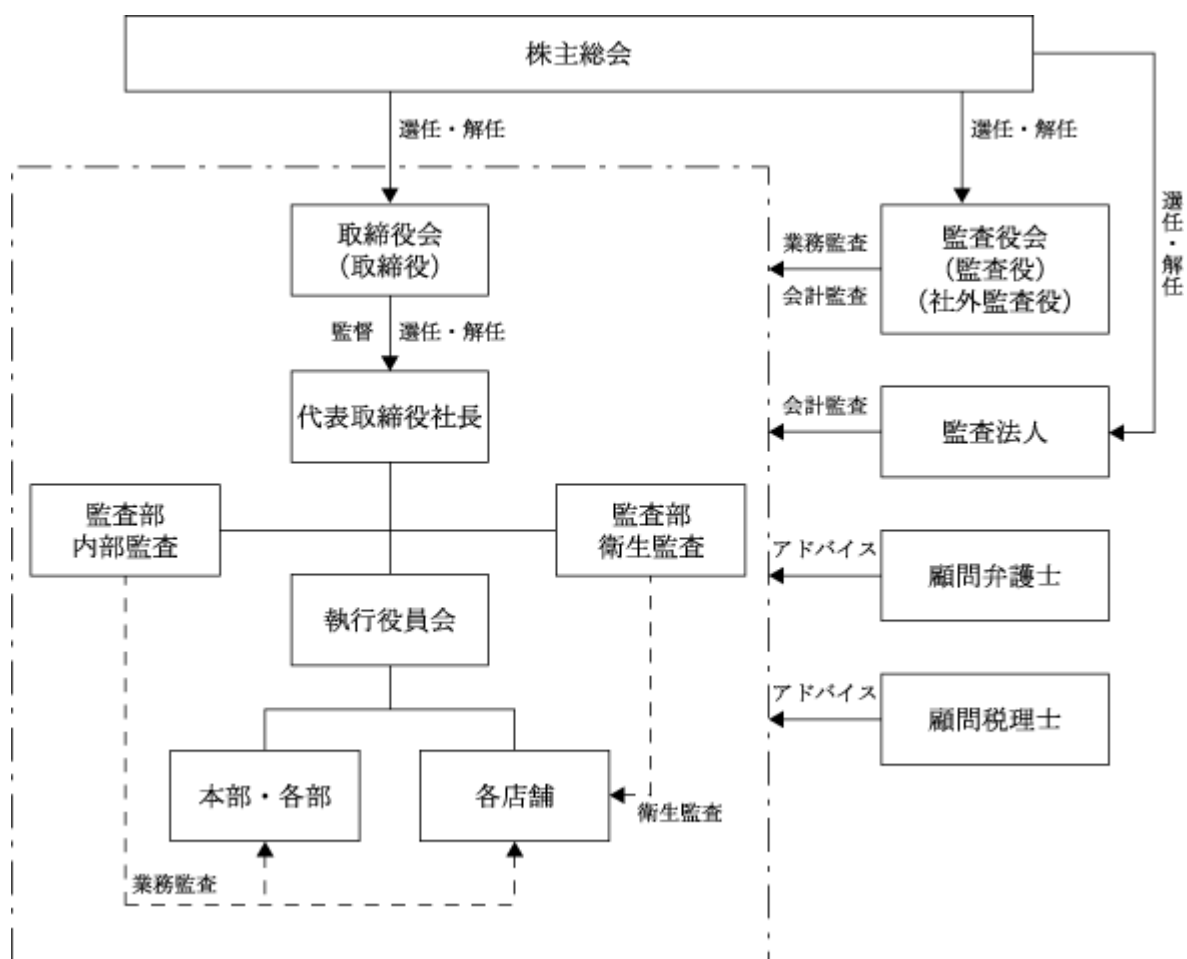 株主総会
選任・解任
選任・解任
選任・解任
取締役会
（取締役）
監査役会
（監査役）
（社外監査役）
業務監査
会計監査
監督
選任・解任
代表取締役社長
会計監査
監査法人
監査部
内部監査
監査部
衛生監査
アドバイス
顧問弁護士
執行役員会
アドバイス
顧問税理士
本部・各部
各店舗
衛生監査
業務監査